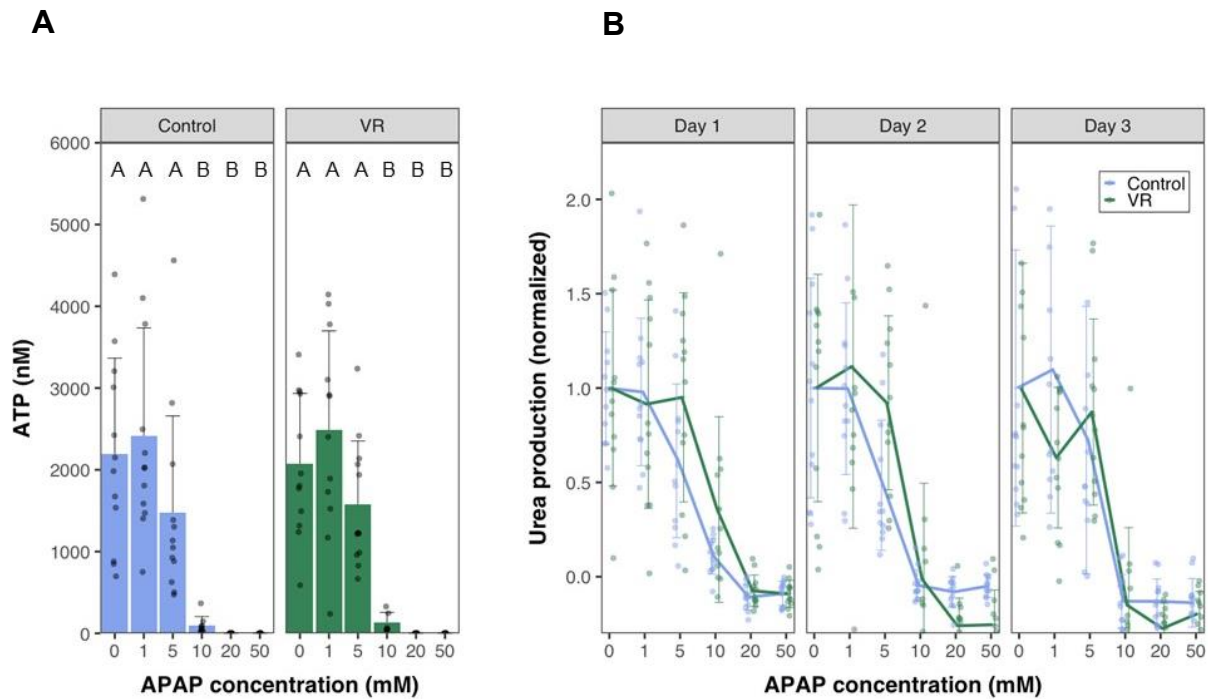 A
B
Control
VR
Day 1
Day 2
Day 3
6000
A A A B B B
A A A B B B
5000
4000
3000
2000
1000
0
ATP (nM)
0 1 5 10 20 50
0 1 5 10 20 50
APAP concentration (mM)
2.0
1.5
1.0
0.5
0.0
Urea production (normalized)
Control
VR
0 1 5 10 20 50
0 1 5 10 20 50
0 1 5 10 20 50
APAP concentration (mM)